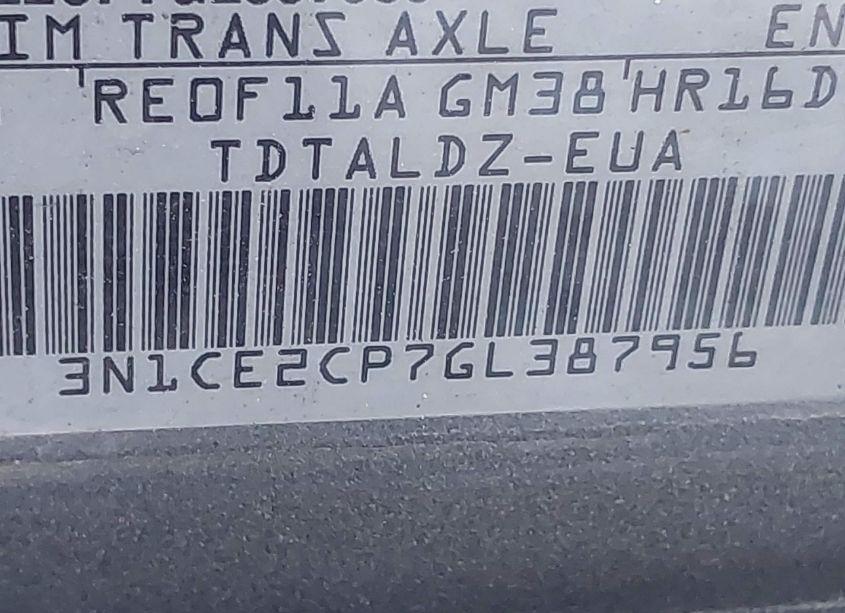 IM TRANS AXLE EN
RE0F11A GM38 HR16D
TDTALDZ-EUA
3N1CE2CP7GL387956